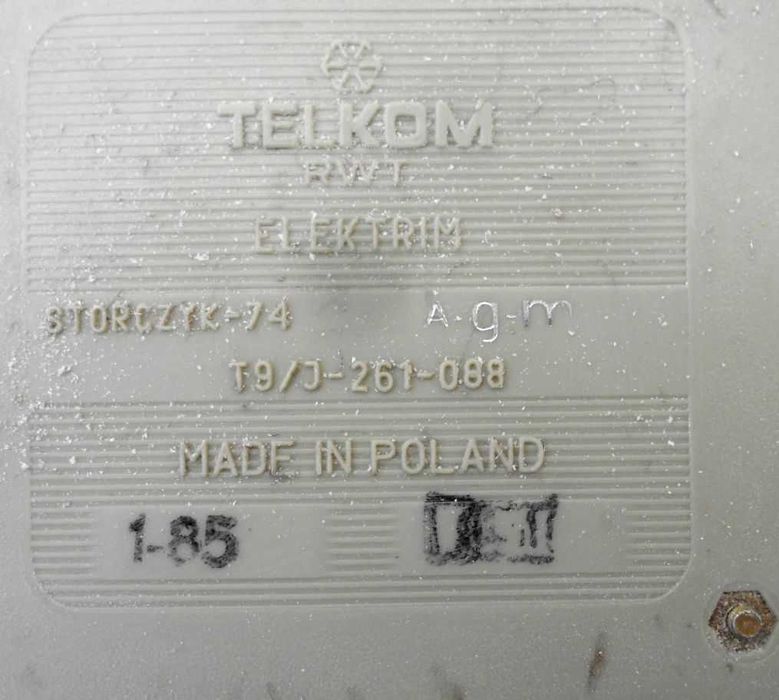 TELKOM
RWT
ELEKTRIM
STORCZYK-74 A-g-m
T9/J-261-088
MADE IN POLAND
1-85